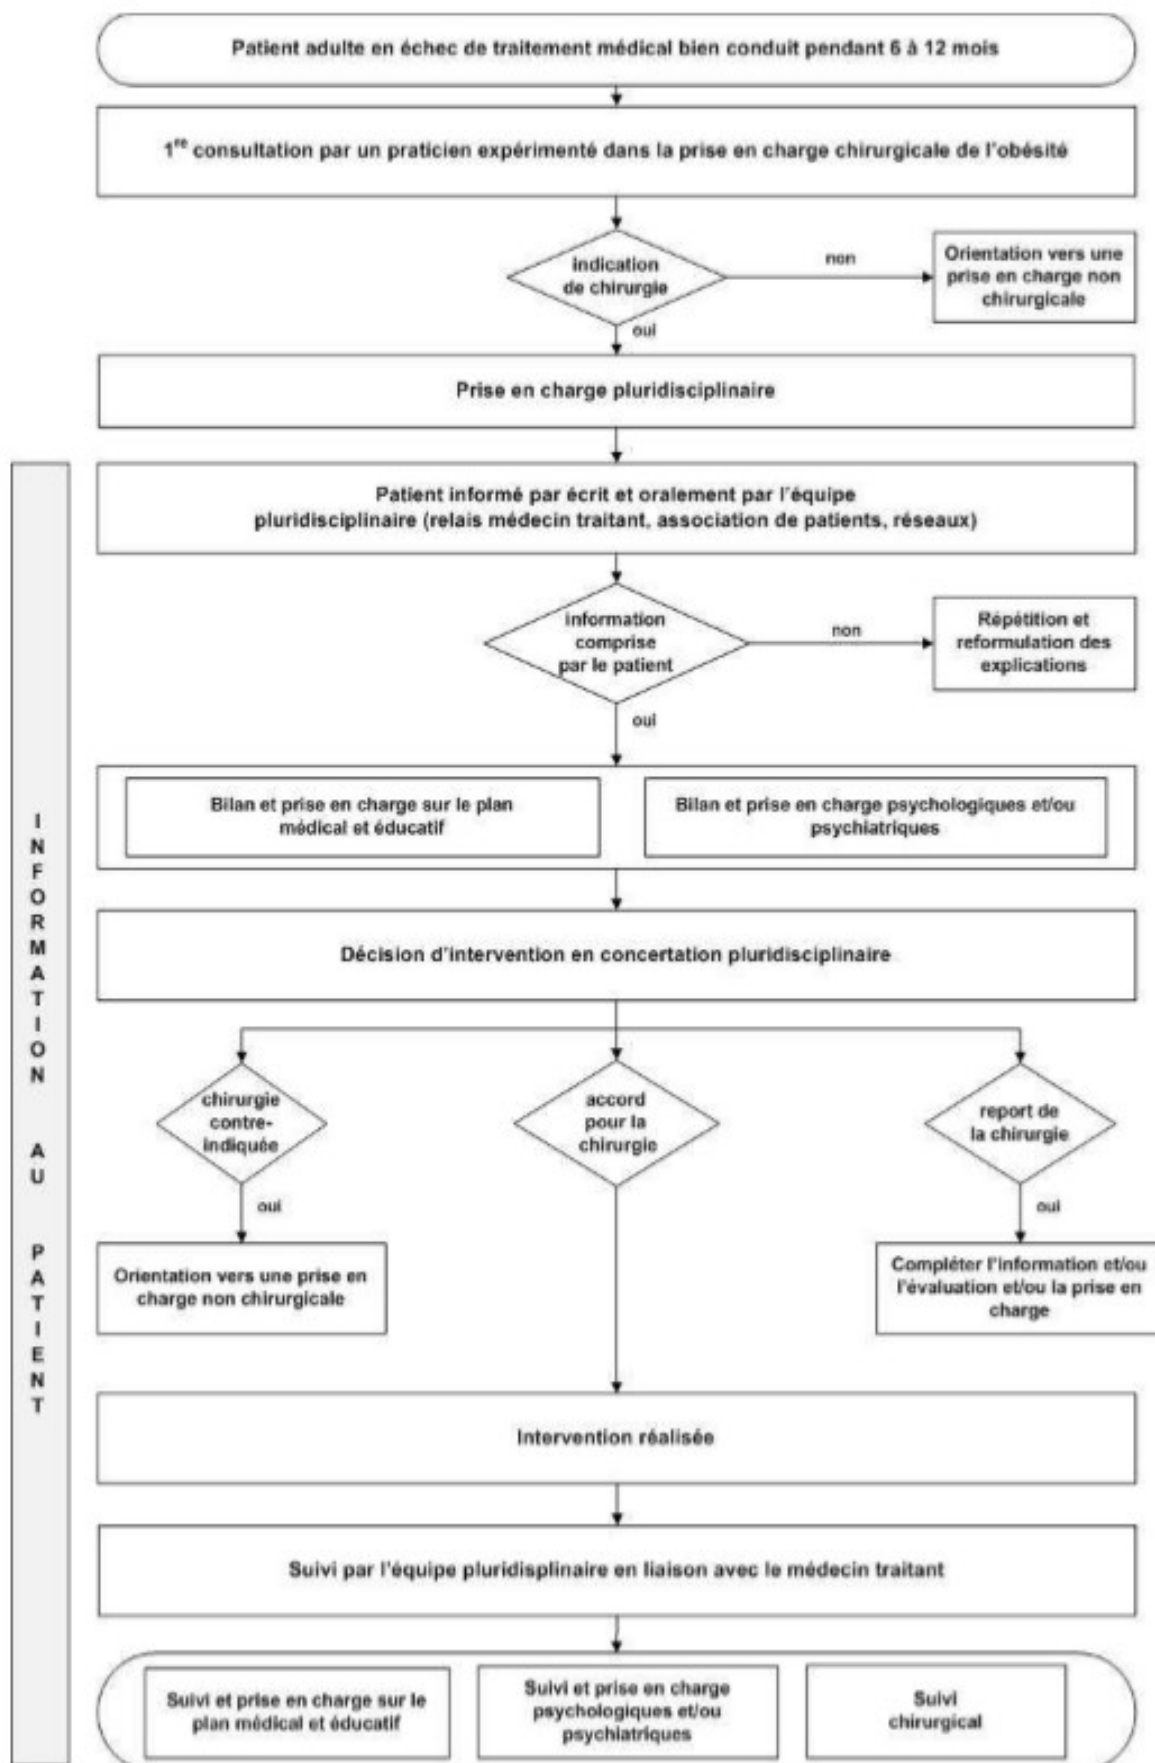 Patient adulte en échec de traitement médical bien conduit pendant 6 à 12 mois
1re consultation par un praticien expérimenté dans la prise en charge chirurgicale de l'obésité
indication
de chirurgie
non
Orientation vers une
prise en charge non
chirurgicale
oui
Prise en charge pluridisciplinaire
Patient informé par écrit et oralement par l'équipe
pluridisciplinaire (relais médecin traitant, association de patients, réseaux)
information
comprise
par le patient
non
Répétition et
reformulation des
explications
oui
Bilan et prise en charge sur le plan
médical et éducatif
Bilan et prise en charge psychologiques et/ou
psychiatriques
Décision d'intervention en concertation pluridisciplinaire
chirurgie
contre-
indiquée
accord
pour la
chirurgie
report de
la chirurgie
oui
oui
Orientation vers une prise en
charge non chirurgicale
Compléter l'information et/ou
l'évaluation et/ou la prise en
charge
Intervention réalisée
Suivi par l'équipe pluridisplinaire en liaison avec le médecin traitant
Suivi et prise en charge sur le
plan médical et éducatif
Suivi et prise en charge
psychologiques et/ou
psychiatriques
Suivi
chirurgical
INFORMATION AU PATIENT